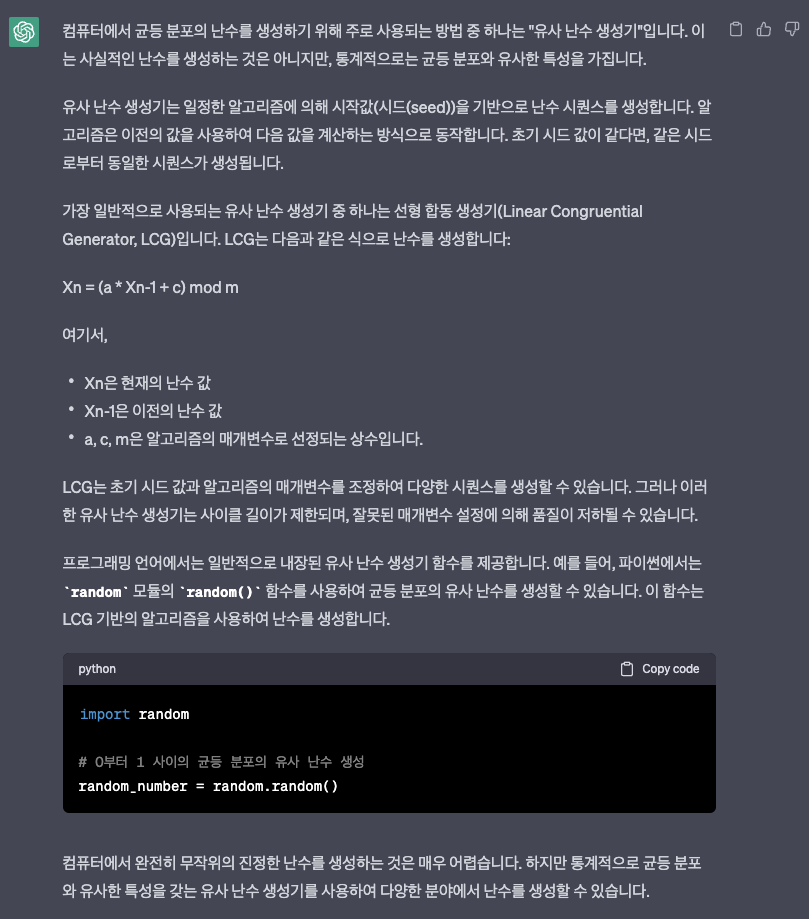 컴퓨터에서 균등 분포의 난수를 생성하기 위해 주로 사용되는 방법 중 하나는 "유사 난수 생성기"입니다. 이
는 사실적인 난수를 생성하는 것은 아니지만, 통계적으로는 균등 분포와 유사한 특성을 가집니다.
유사 난수 생성기는 일정한 알고리즘에 의해 시작값(시드(seed))을 기반으로 난수 시퀀스를 생성합니다. 알
고리즘은 이전의 값을 사용하여 다음 값을 계산하는 방식으로 동작합니다. 초기 시드 값이 같다면, 같은 시드
로부터 동일한 시퀀스가 생성됩니다.
가장 일반적으로 사용되는 유사 난수 생성기 중 하나는 선형 합동 생성기(Linear Congruential
Generator, LCG)입니다. LCG는 다음과 같은 식으로 난수를 생성합니다:
Xn = (a * Xn-1 + c) mod m
여기서,
• Xn은 현재의 난수 값
• Xn-1은 이전의 난수 값
• a, c, m은 알고리즘의 매개변수로 선정되는 상수입니다.
LCG는 초기 시드 값과 알고리즘의 매개변수를 조정하여 다양한 시퀀스를 생성할 수 있습니다. 그러나 이러
한 유사 난수 생성기는 사이클 길이가 제한되며, 잘못된 매개변수 설정에 의해 품질이 저하될 수 있습니다.
프로그래밍 언어에서는 일반적으로 내장된 유사 난수 생성기 함수를 제공합니다. 예를 들어, 파이썬에서는
`random` 모듈의 `random()` 함수를 사용하여 균등 분포의 유사 난수를 생성할 수 있습니다. 이 함수는
LCG 기반의 알고리즘을 사용하여 난수를 생성합니다.
python Copy code
import random
# 0부터 1 사이의 균등 분포의 유사 난수 생성
random_number = random.random()
컴퓨터에서 완전히 무작위의 진정한 난수를 생성하는 것은 매우 어렵습니다. 하지만 통계적으로 균등 분포
와 유사한 특성을 갖는 유사 난수 생성기를 사용하여 다양한 분야에서 난수를 생성할 수 있습니다.